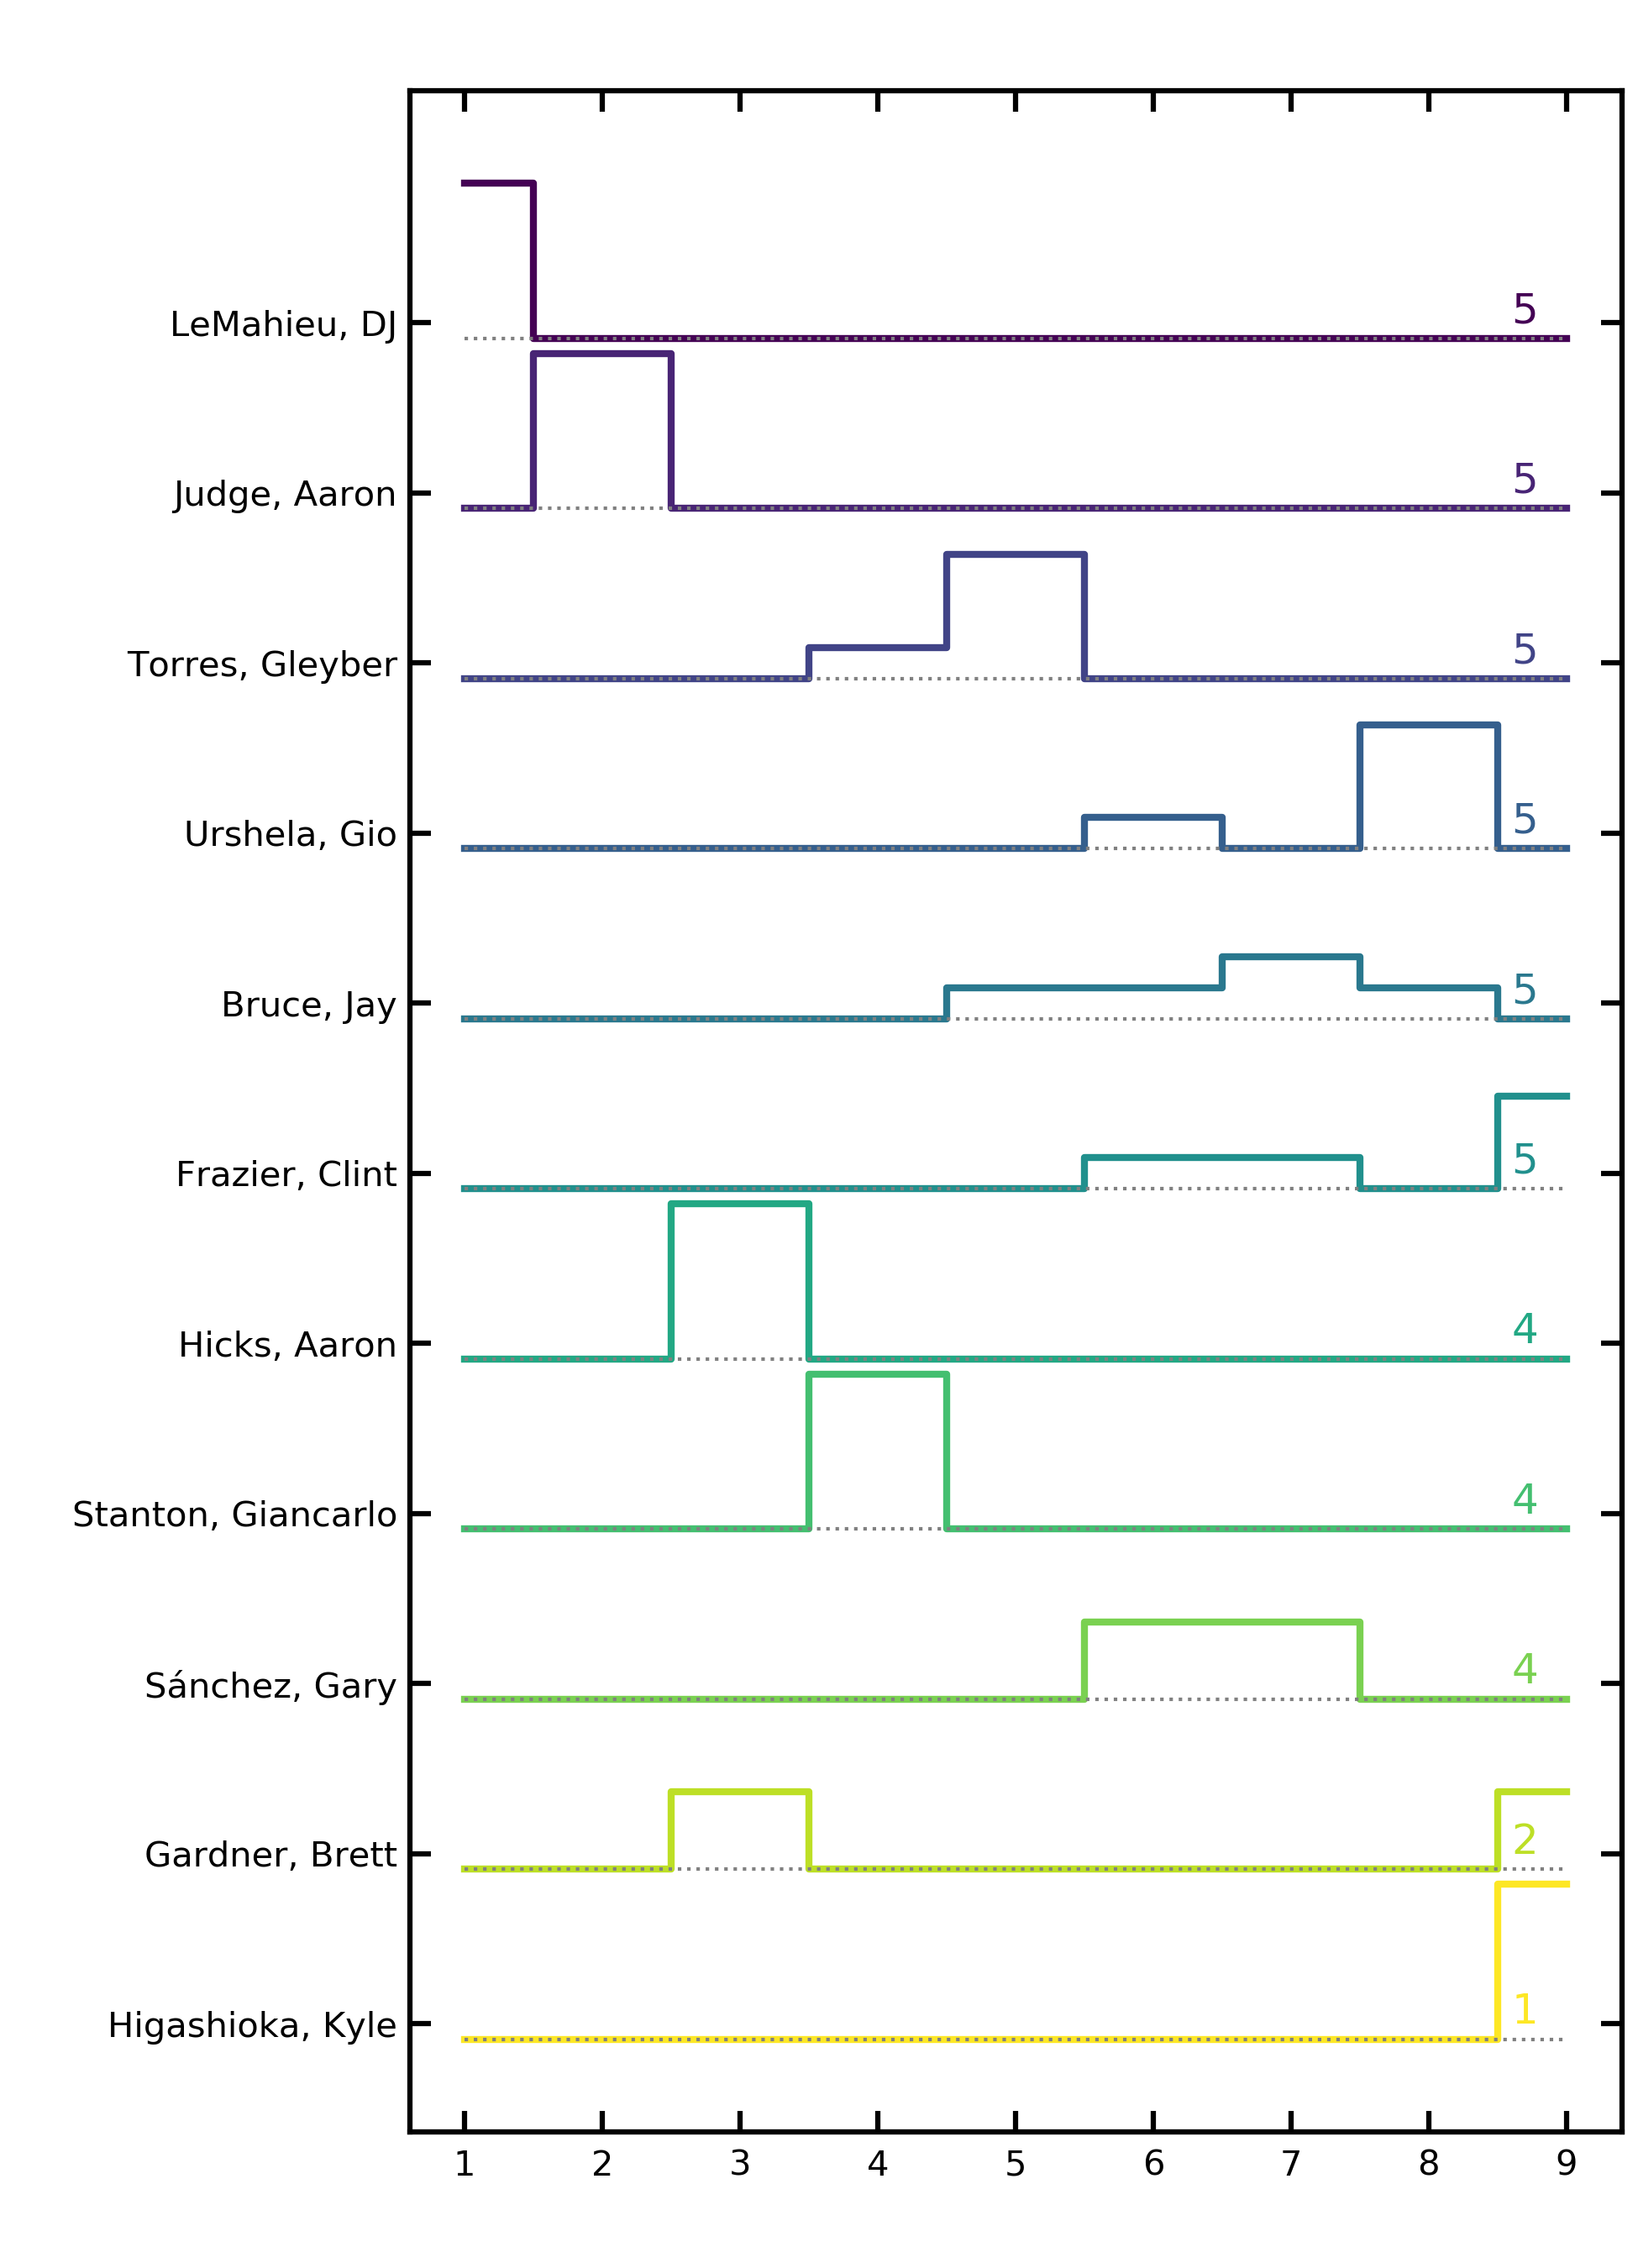 LeMahieu, DJ 5
Judge, Aaron 5
Torres, Gleyber 5
Urshela, Gio 5
Bruce, Jay 5
Frazier, Clint 5
Hicks, Aaron 4
Stanton, Giancarlo 4
Sánchez, Gary 4
Gardner, Brett 2
Higashioka, Kyle 1
1 2 3 4 5 6 7 8 9